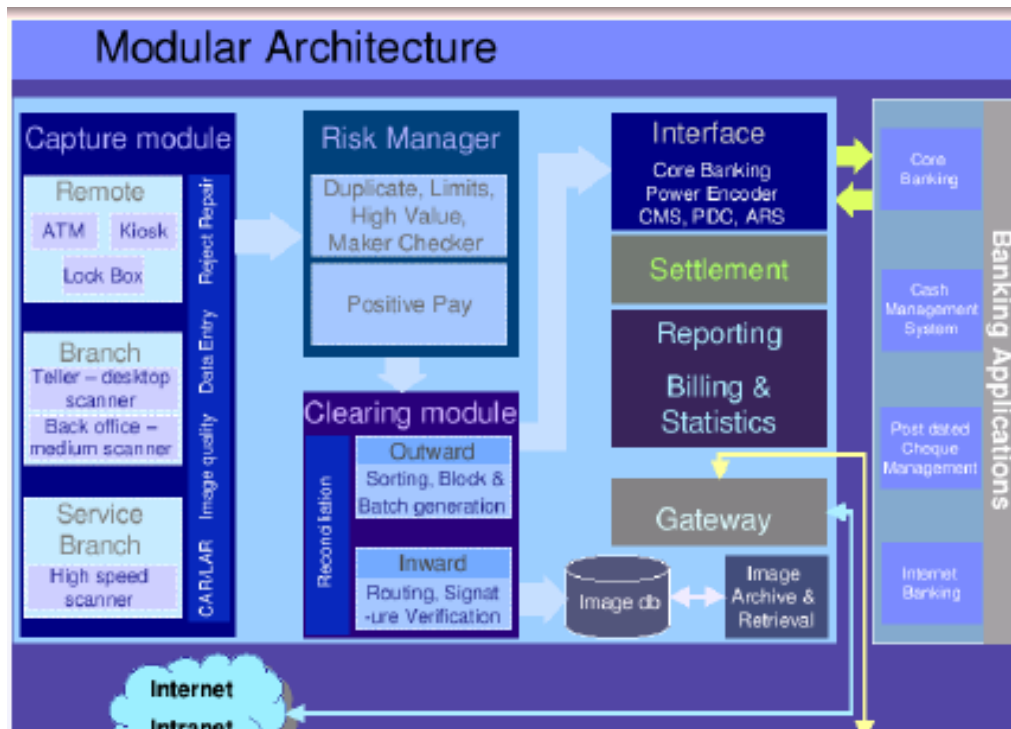 Modular Architecture
Capture module
Remote
ATM
Kiosk
Lock Box
Branch
Teller – desktop
scanner
Back office –
medium scanner
Service
Branch
High speed
scanner
Reject Repair
Data Entry
Image quality
CAR/LAR
Risk Manager
Duplicate, Limits,
High Value,
Maker Checker
Positive Pay
Clearing module
Reconciliation
Outward
Sorting, Block &
Batch generation
Inward
Routing, Signat
-ure Verification
Interface
Core Banking
Power Encoder
CMS, PDC, ARS
Settlement
Reporting
Billing &
Statistics
Gateway
Image db
Image
Archive &
Retrieval
Core
Banking
Cash
Management
System
Post dated
Cheque
Management
Internet
Banking
Banking Applications
Internet
Intranet